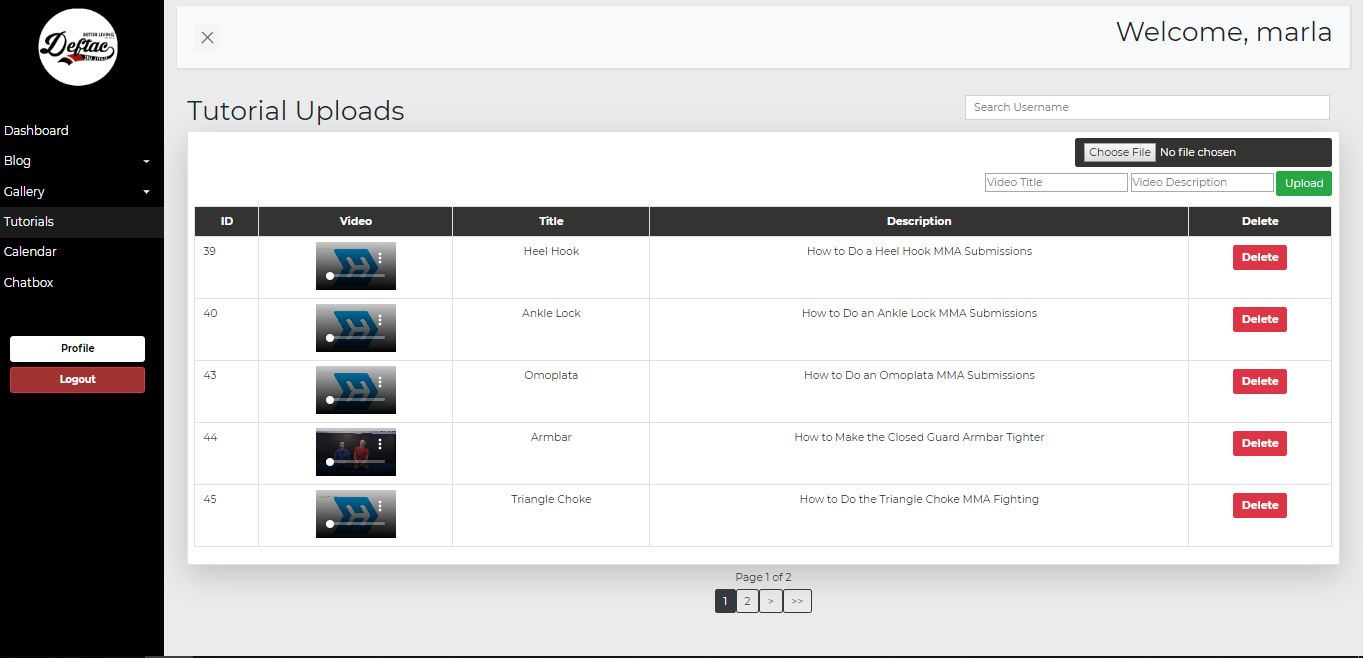 BETTER LIVING
Deftac
JIU JITSU
Welcome, marla
Dashboard
Blog
Gallery
Tutorials
Calendar
Chatbox
Profile
Logout
Tutorial Uploads
Search Username
Choose File No file chosen
Video Title Video Description Upload
ID Video Title Description Delete
39 Heel Hook How to Do a Heel Hook MMA Submissions Delete
40 Ankle Lock How to Do an Ankle Lock MMA Submissions Delete
43 Omoplata How to Do an Omoplata MMA Submissions Delete
44 Armbar How to Make the Closed Guard Armbar Tighter Delete
45 Triangle Choke How to Do the Triangle Choke MMA Fighting Delete
Page 1 of 2
1 2 > >>